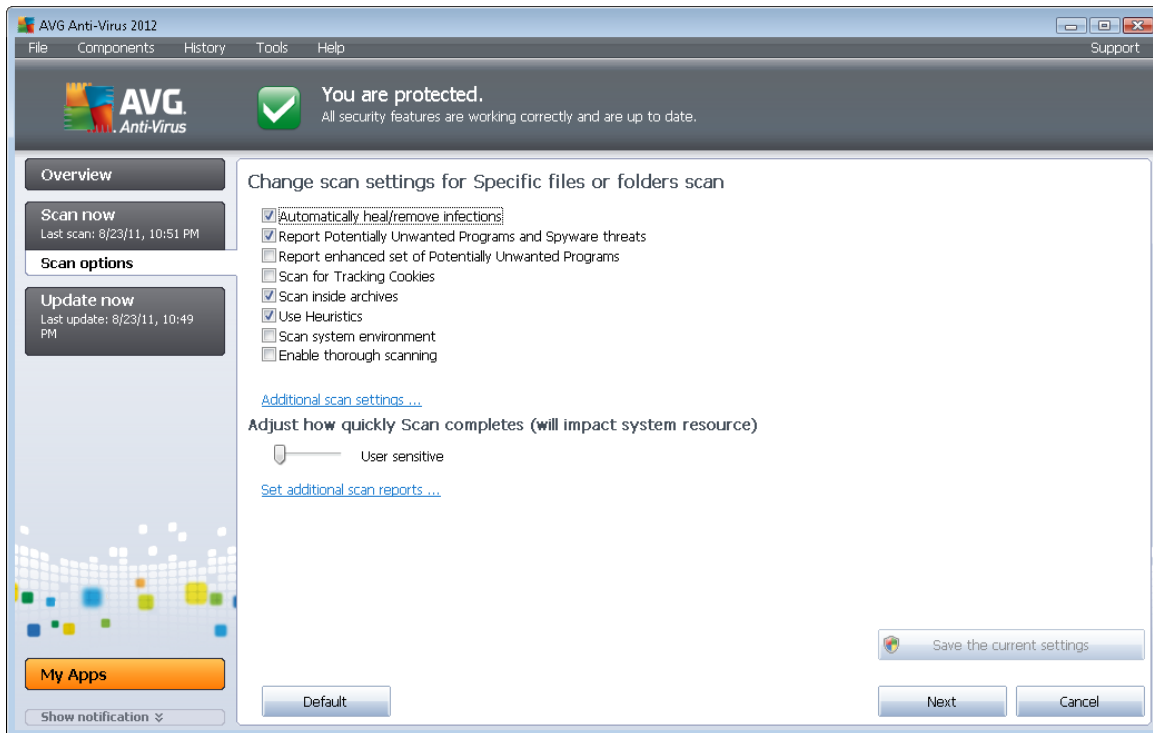 AVG Anti-Virus 2012
File Components History Tools Help Support
AVG.
Anti-Virus
You are protected.
All security features are working correctly and are up to date.
Overview
Scan now
Last scan: 8/23/11, 10:51 PM
Scan options
Update now
Last update: 8/23/11, 10:49
PM
My Apps
Show notification
Change scan settings for Specific files or folders scan
Automatically heal/remove infections
Report Potentially Unwanted Programs and Spyware threats
Report enhanced set of Potentially Unwanted Programs
Scan for Tracking Cookies
Scan inside archives
Use Heuristics
Scan system environment
Enable thorough scanning
Additional scan settings ...
Adjust how quickly Scan completes (will impact system resource)
User sensitive
Set additional scan reports ...
Save the current settings
Default
Next
Cancel